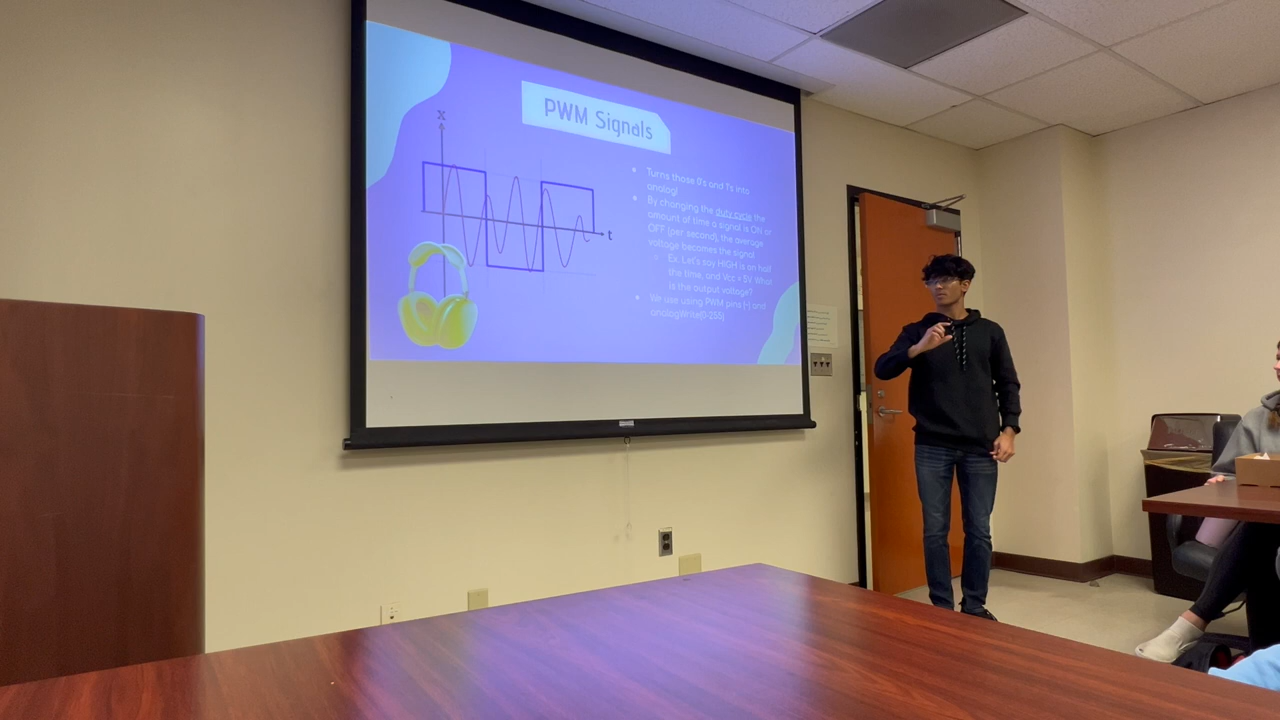 PWM Signals
X
t
Turns those 0's and 1's into
analog!
By changing the duty cycle the
amount of time a signal is ON or
OFF (per second), the average
voltage becomes the signal
Ex. Let's say HIGH is on half
the time, and Vcc = 5V What
is the output voltage?
We use using PWM pins (~) and
analogWrite(0-255)